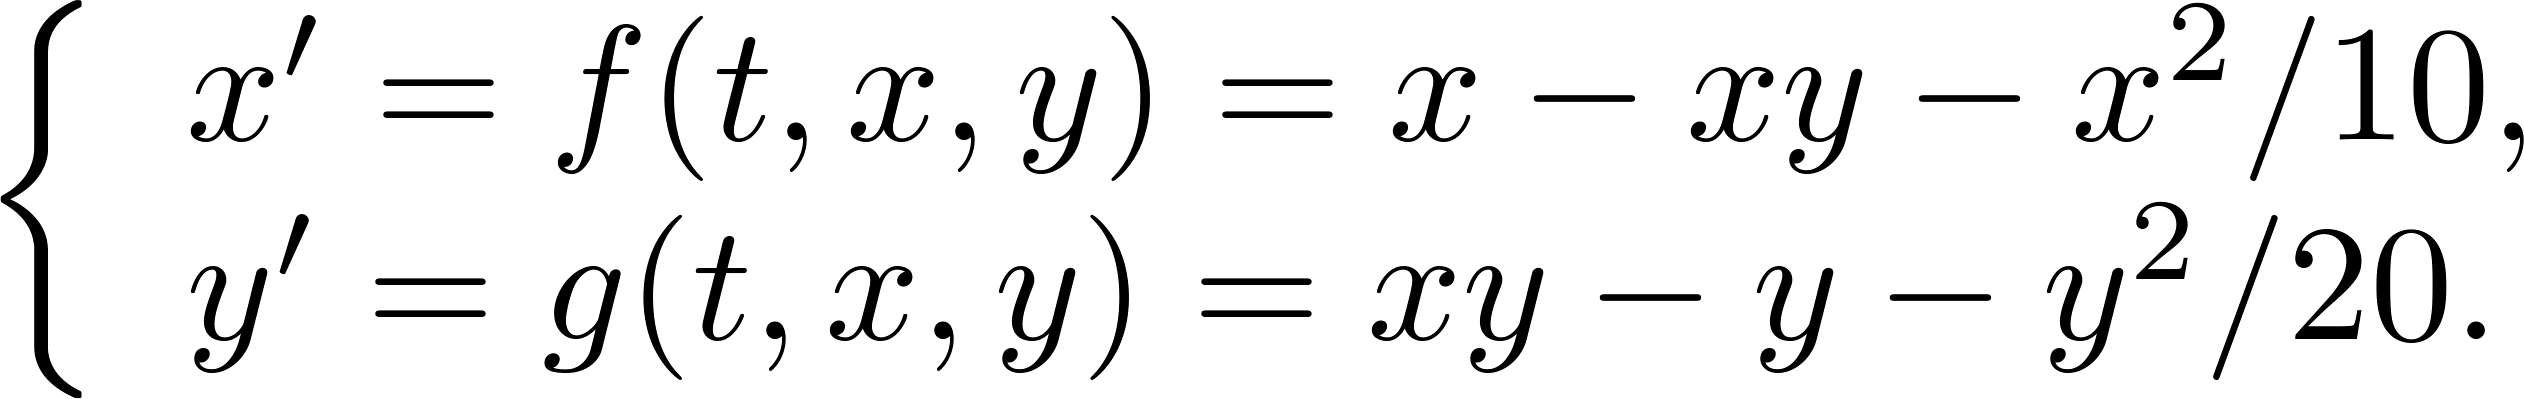 x′ = f(t, x, y) = x − xy − x²/10,
y′ = g(t, x, y) = xy − y − y²/20.